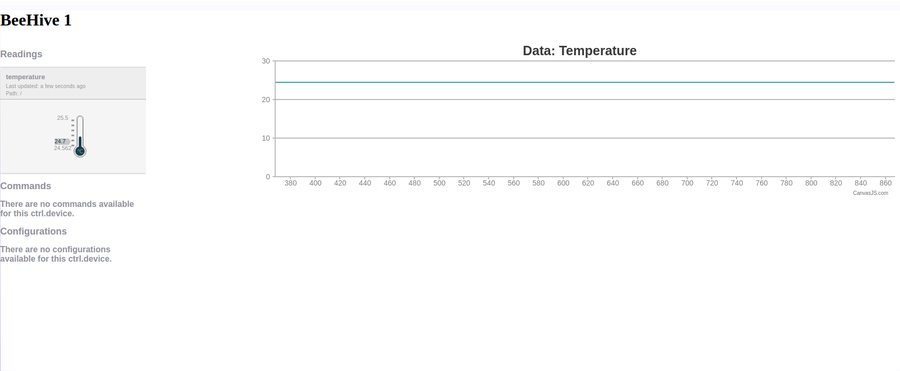 BeeHive 1
Readings
temperature
Last updated: a few seconds ago
Path: /
25.5
24.7
24.562
Commands
There are no commands available
for this ctrl.device.
Configurations
There are no configurations
available for this ctrl.device.
Data: Temperature
30
20
10
0
380 400 420 440 460 480 500 520 540 560 580 600 620 640 660 680 700 720 740 760 780 800 820 840 860
CanvasJS.com